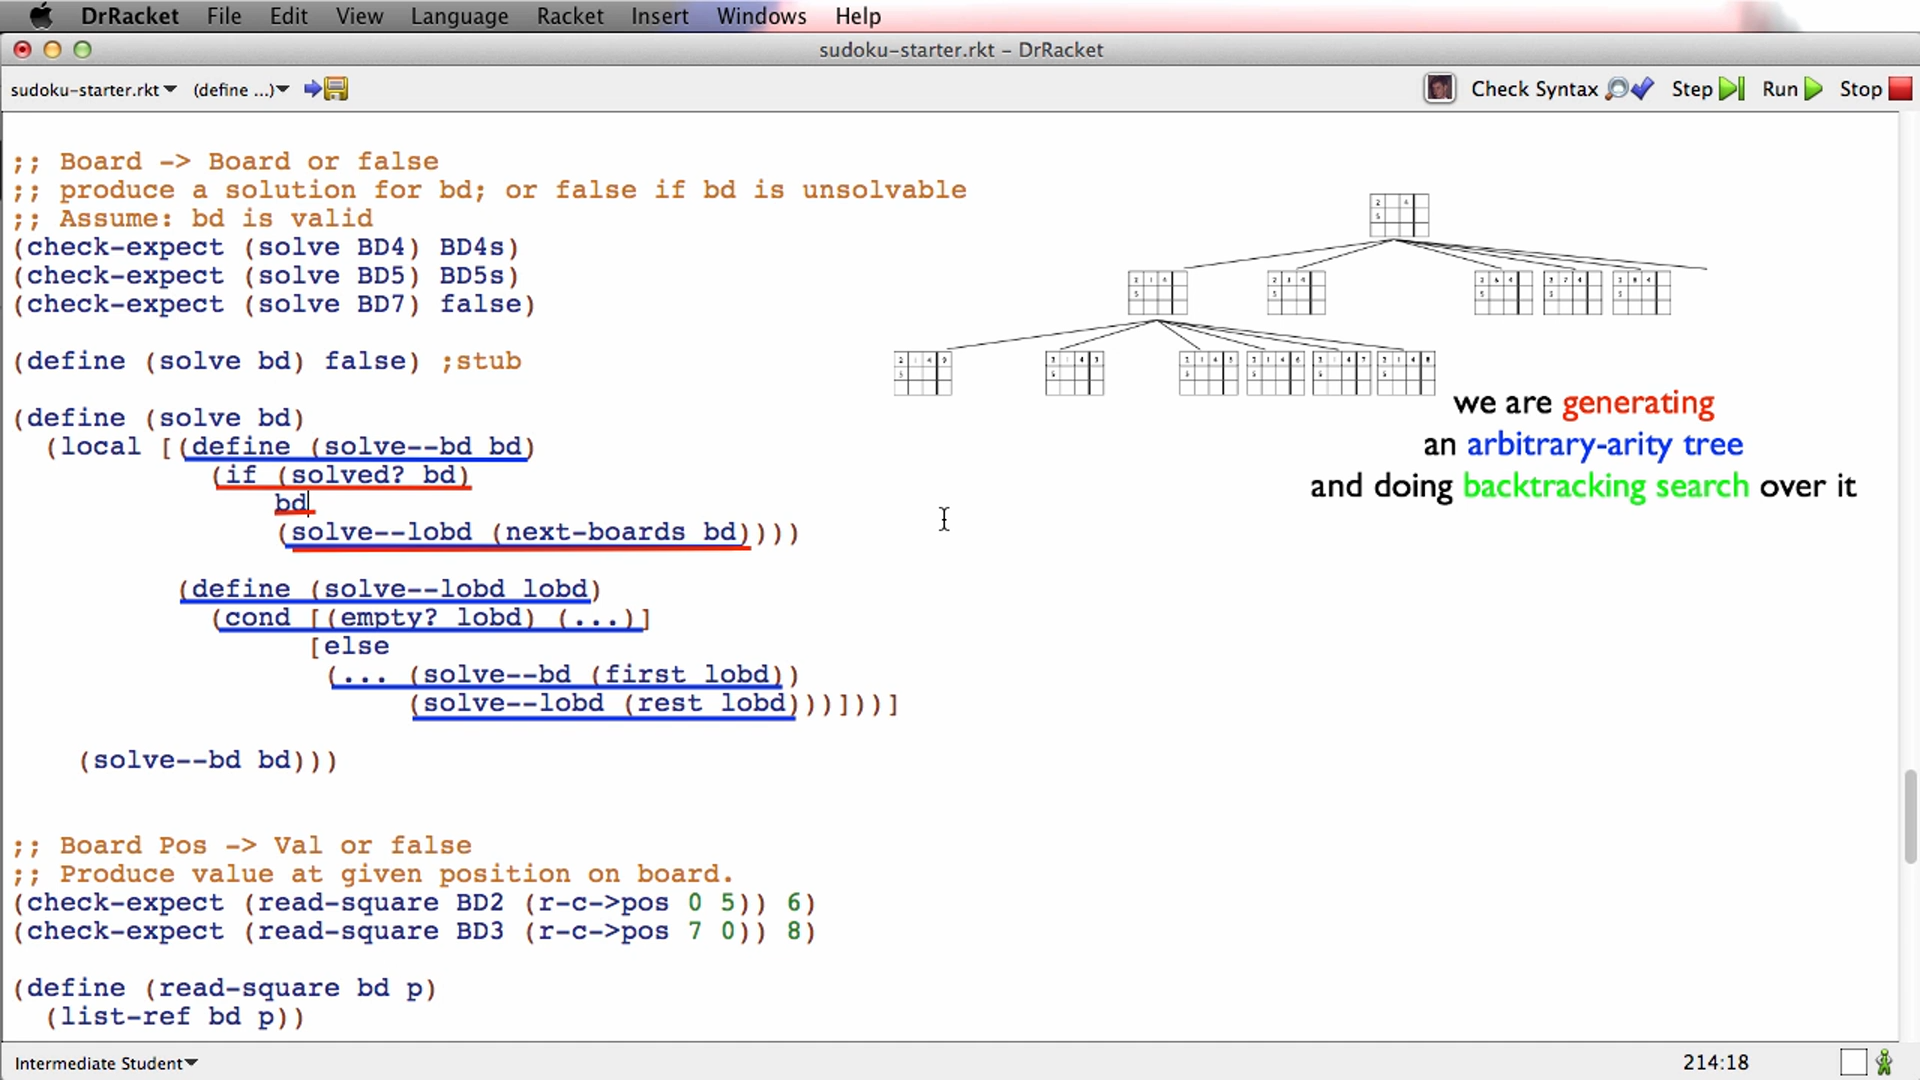 DrRacket File Edit View Language Racket Insert Windows Help
sudoku-starter.rkt – DrRacket
sudoku-starter.rkt (define ...) Check Syntax Step Run Stop
;; Board -> Board or false
;; produce a solution for bd; or false if bd is unsolvable
;; Assume: bd is valid
(check-expect (solve BD4) BD4s)
(check-expect (solve BD5) BD5s)
(check-expect (solve BD7) false)
(define (solve bd) false) ;stub
(define (solve bd)
(local [(define (solve--bd bd)
(if (solved? bd)
bd
(solve--lobd (next-boards bd))))
(define (solve--lobd lobd)
(cond [(empty? lobd) (...)]
[else
(... (solve--bd (first lobd))
(solve--lobd (rest lobd)))]))]
(solve--bd bd)))
we are generating
an arbitrary-arity tree
and doing backtracking search over it
;; Board Pos -> Val or false
;; Produce value at given position on board.
(check-expect (read-square BD2 (r-c->pos 0 5)) 6)
(check-expect (read-square BD3 (r-c->pos 7 0)) 8)
(define (read-square bd p)
(list-ref bd p))
Intermediate Student 214:18